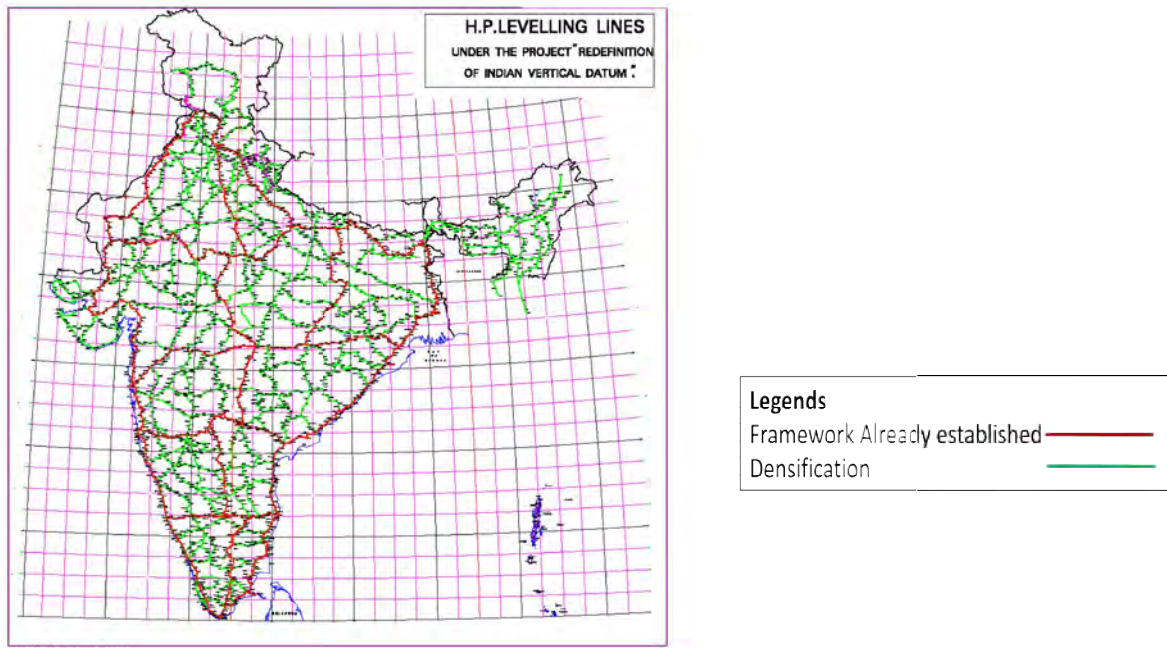 H.P.LEVELLING LINES
UNDER THE PROJECT "REDEFINITION
OF INDIAN VERTICAL DATUM".
Legends
Framework Already established
Densification